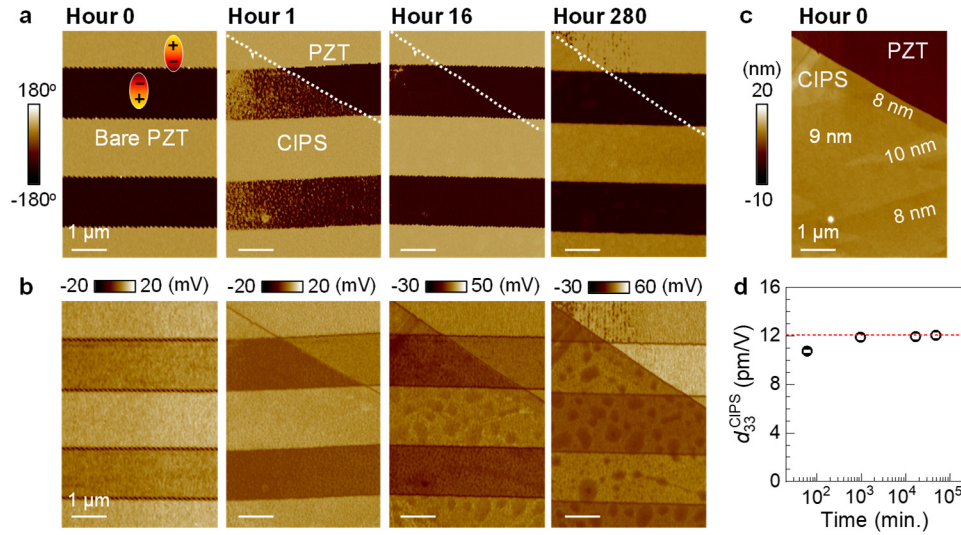 a Hour 0 Hour 1 Hour 16 Hour 280 c Hour 0
180º
-180º
+
−
−
+
Bare PZT
1 µm
PZT
CIPS
(nm)
20
-10
CIPS
PZT
8 nm
9 nm
10 nm
8 nm
1 µm
b -20 20 (mV) -20 20 (mV) -30 50 (mV) -30 60 (mV)
1 µm
d
d33CIPS (pm/V)
16
12
8
4
0
10² 10³ 10⁴ 10⁵
Time (min.)